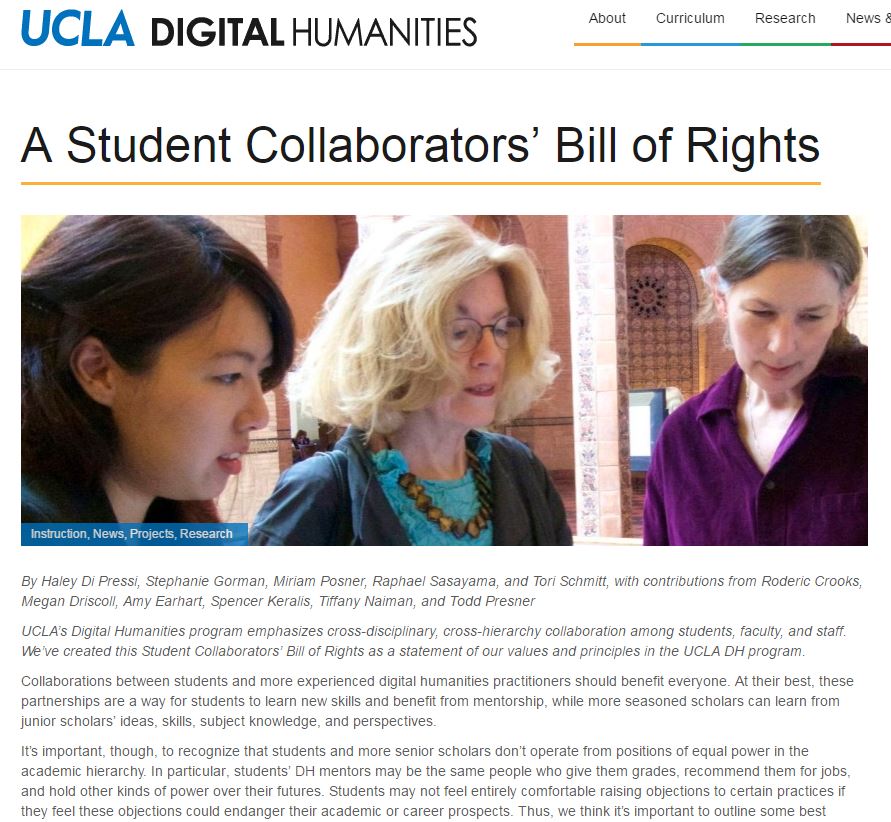 UCLA DIGITAL HUMANITIES
About Curriculum Research News &
A Student Collaborators’ Bill of Rights
Instruction, News, Projects, Research
By Haley Di Pressi, Stephanie Gorman, Miriam Posner, Raphael Sasayama, and Tori Schmitt, with contributions from Roderic Crooks,
Megan Driscoll, Amy Earhart, Spencer Keralis, Tiffany Naiman, and Todd Presner
UCLA’s Digital Humanities program emphasizes cross-disciplinary, cross-hierarchy collaboration among students, faculty, and staff.
We’ve created this Student Collaborators’ Bill of Rights as a statement of our values and principles in the UCLA DH program.
Collaborations between students and more experienced digital humanities practitioners should benefit everyone. At their best, these
partnerships are a way for students to learn new skills and benefit from mentorship, while more seasoned scholars can learn from
junior scholars’ ideas, skills, subject knowledge, and perspectives.
It’s important, though, to recognize that students and more senior scholars don’t operate from positions of equal power in the
academic hierarchy. In particular, students’ DH mentors may be the same people who give them grades, recommend them for jobs,
and hold other kinds of power over their futures. Students may not feel entirely comfortable raising objections to certain practices if
they feel these objections could endanger their academic or career prospects. Thus, we think it’s important to outline some best